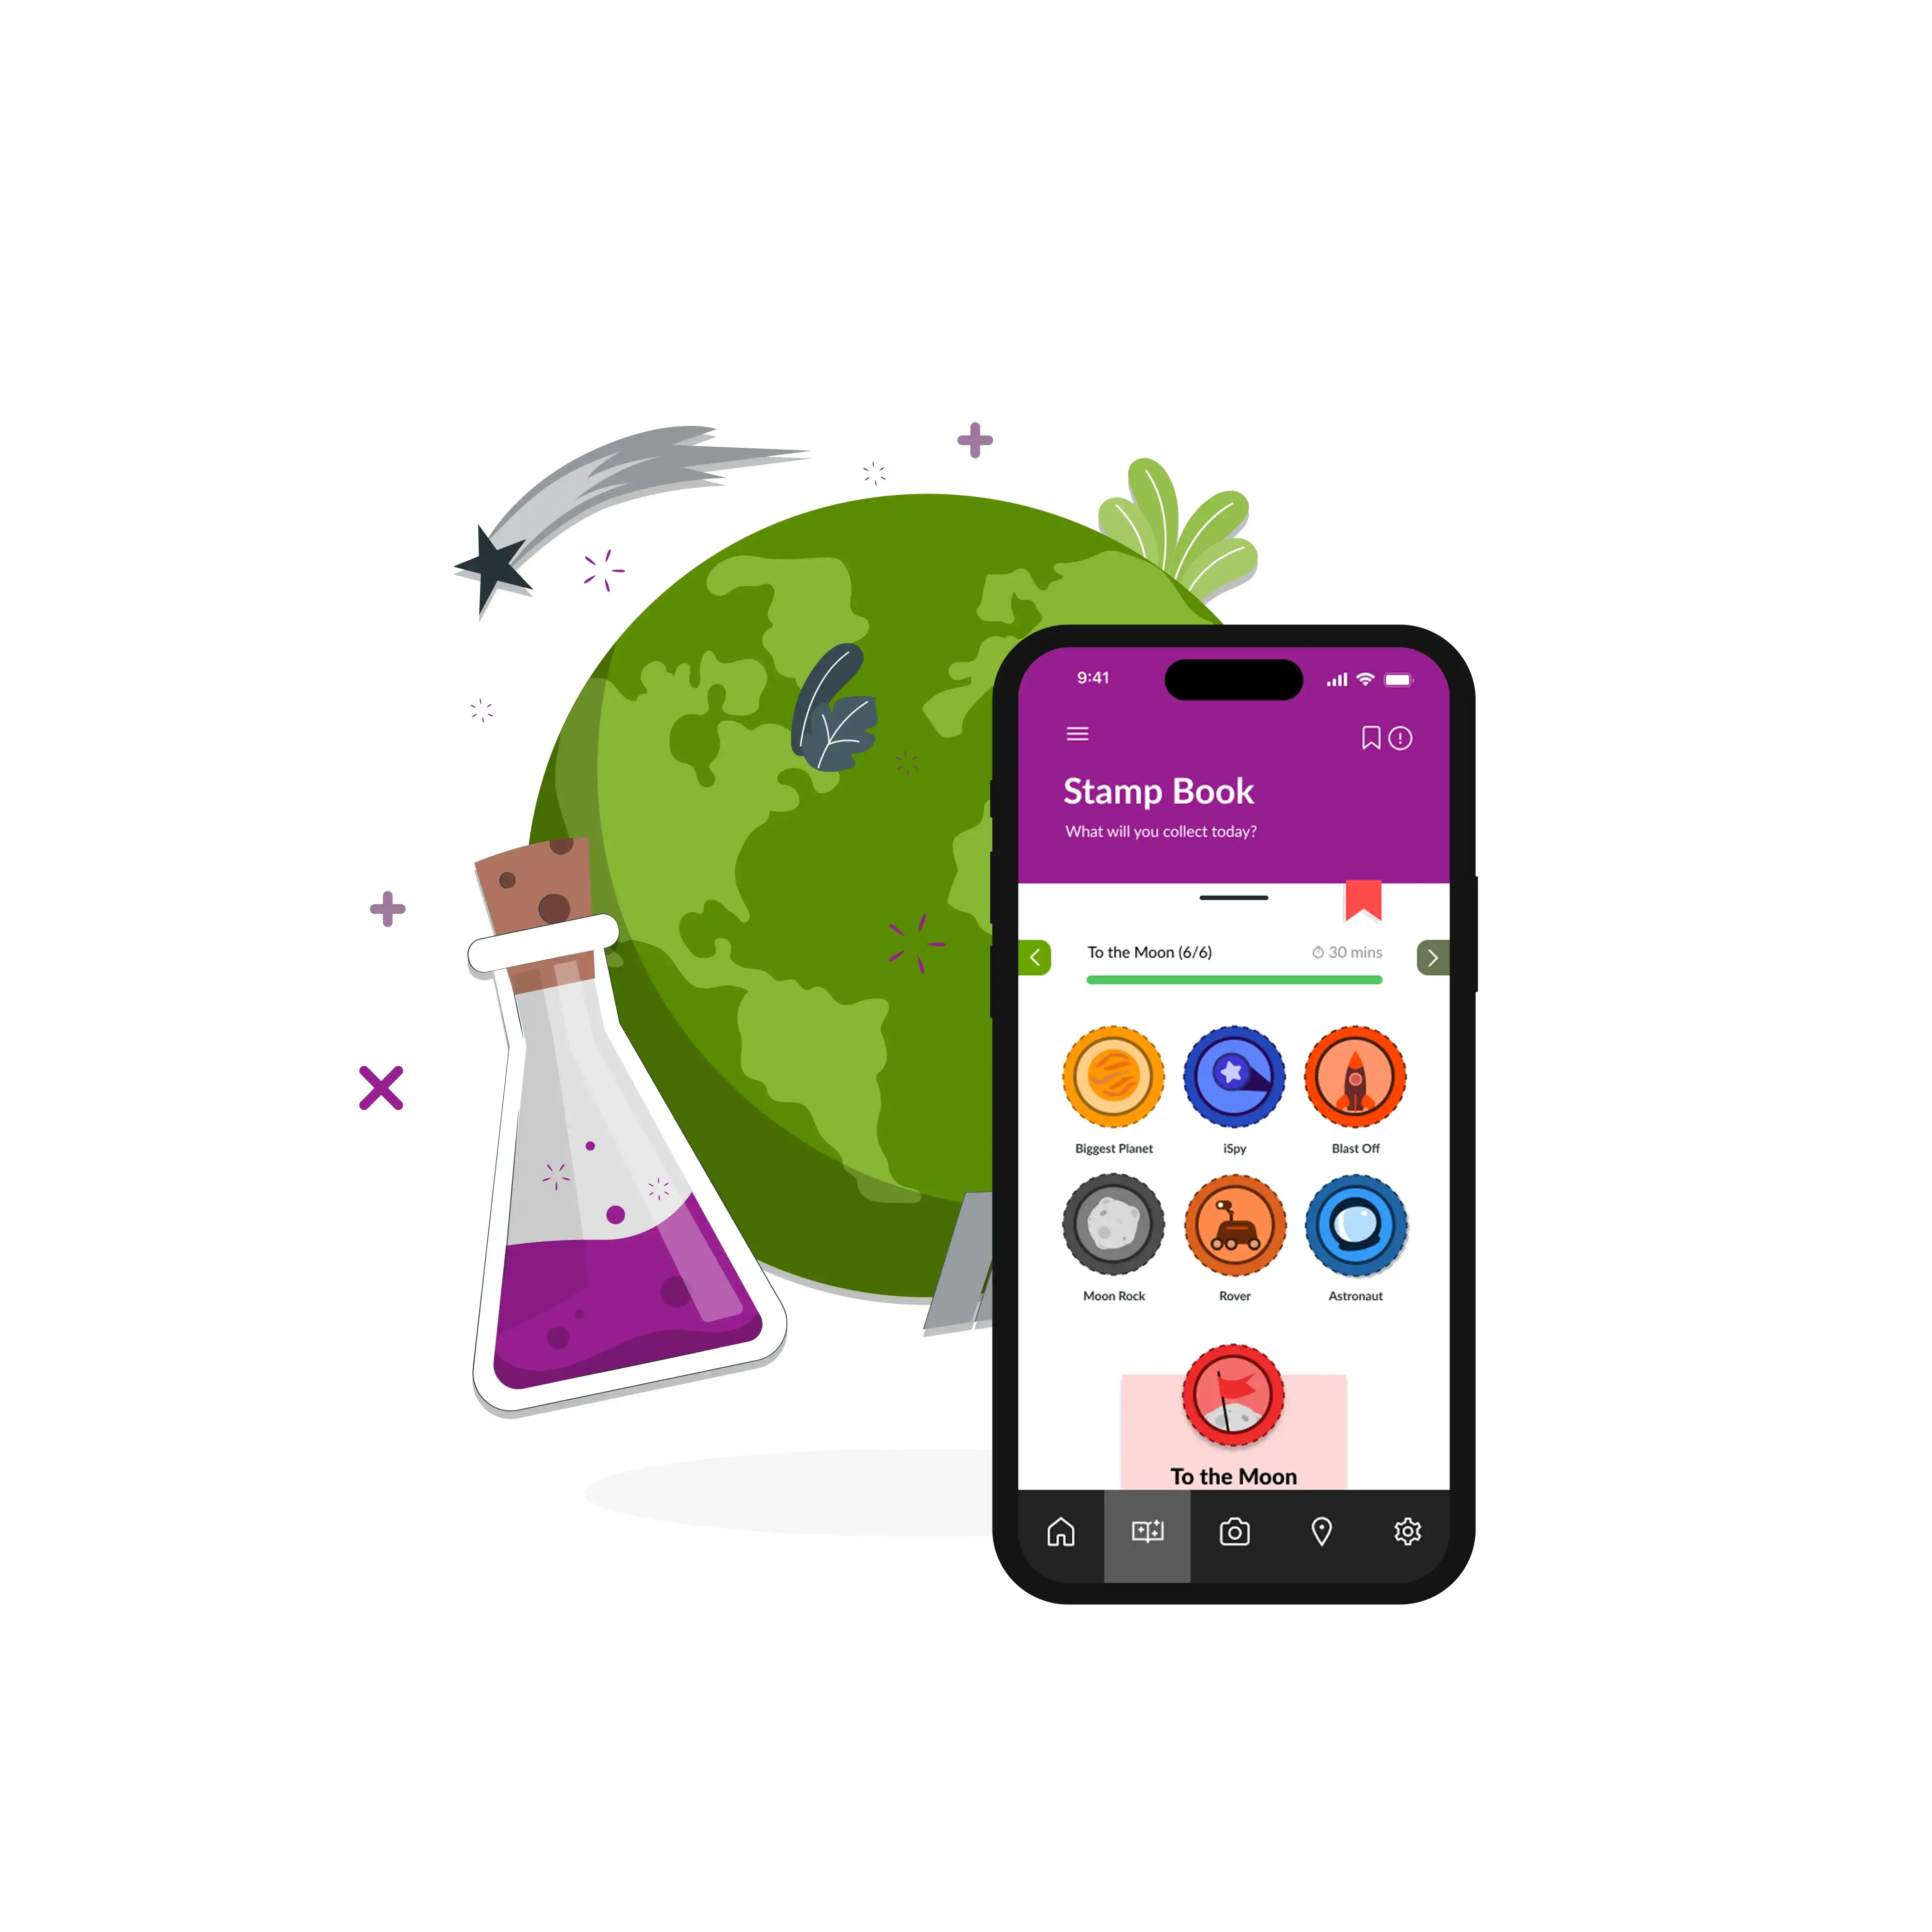 9:41
Stamp Book
What will you collect today?
To the Moon (6/6) 30 mins
Biggest Planet iSpy Blast Off
Moon Rock Rover Astronaut
To the Moon